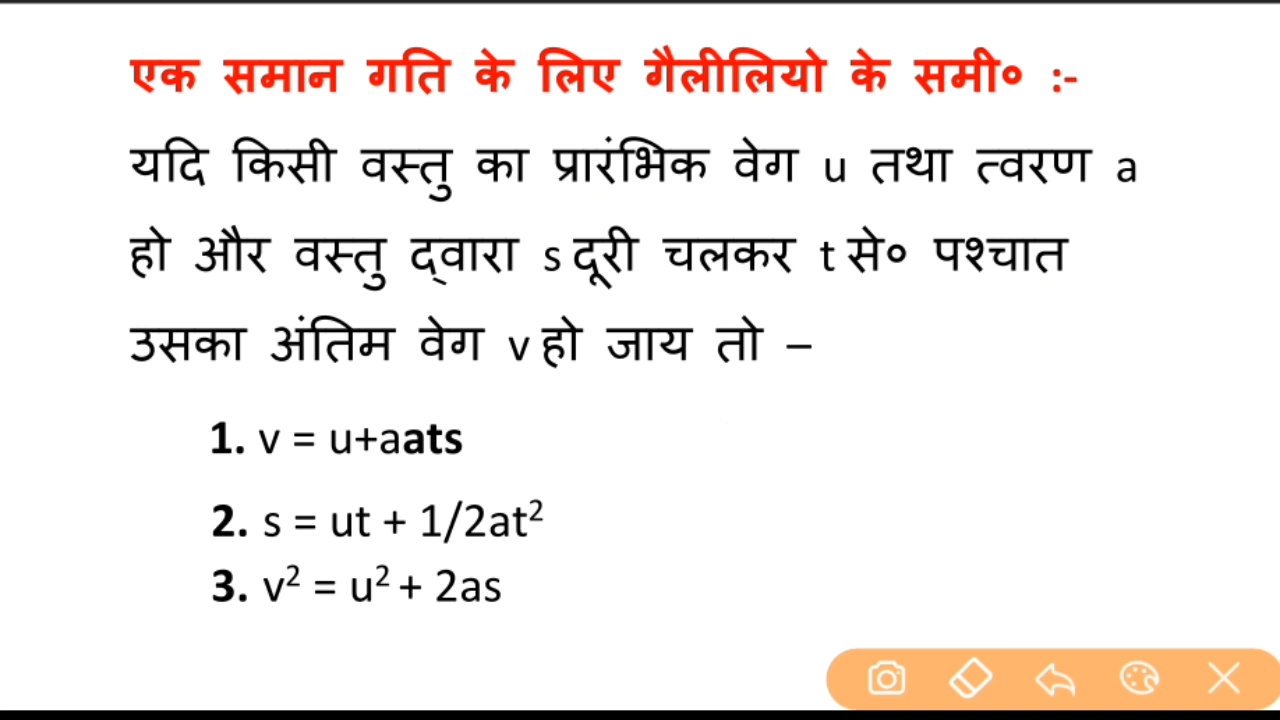 एक समान गति के लिए गैलीलियो के समी० :-
यदि किसी वस्तु का प्रारंभिक वेग u तथा त्वरण a
हो और वस्तु द्वारा s दूरी चलकर t से० पश्चात
उसका अंतिम वेग v हो जाय तो –
1. v = u+aats
2. s = ut + 1/2at²
3. v² = u² + 2as